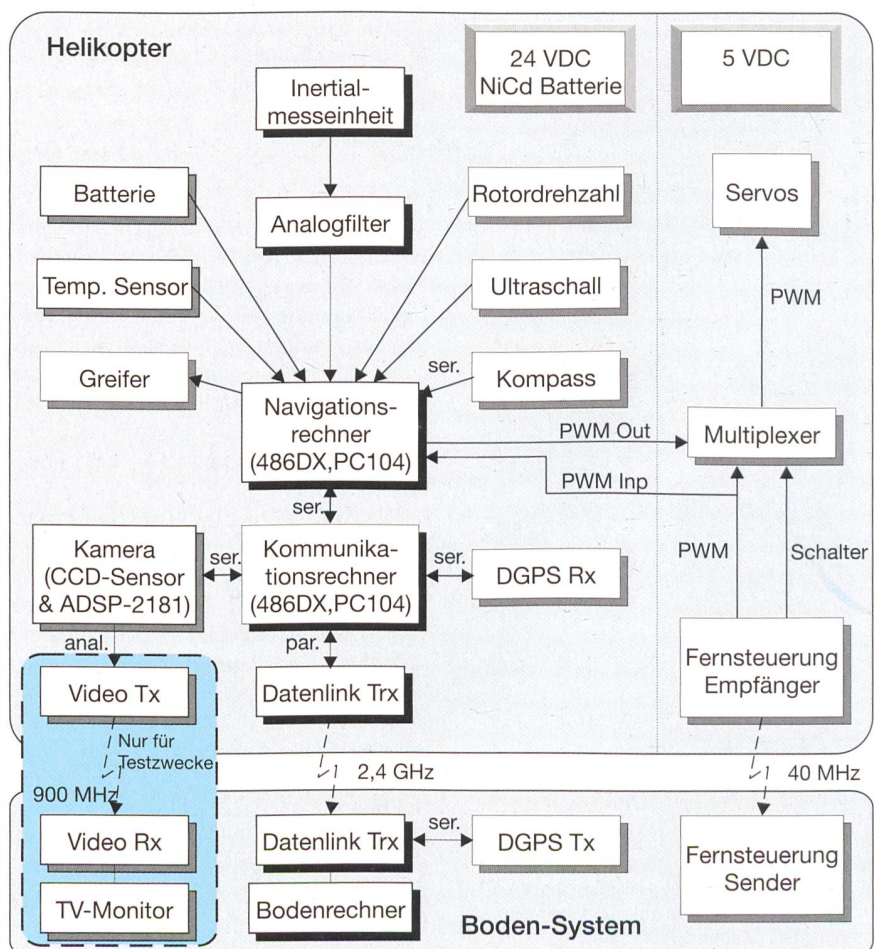 Helikopter
24 VDC
NiCd Batterie
5 VDC
Inertial-
messeinheit
Batterie
Analogfilter
Rotordrehzahl
Servos
Temp. Sensor
Ultraschall
PWM
Greifer
ser.
Kompass
Navigations-
rechner
(486DX,PC104)
PWM Out
Multiplexer
PWM Inp
ser.
PWM
Schalter
Kamera
(CCD-Sensor
& ADSP-2181)
ser.
Kommunika-
tionsrechner
(486DX,PC104)
ser.
DGPS Rx
anal.
par.
Fernsteuerung
Empfänger
Video Tx
Datenlink Trx
Nur für
Testzwecke
900 MHz
2,4 GHz
40 MHz
Video Rx
Datenlink Trx
ser.
DGPS Tx
Fernsteuerung
Sender
TV-Monitor
Bodenrechner
Boden-System